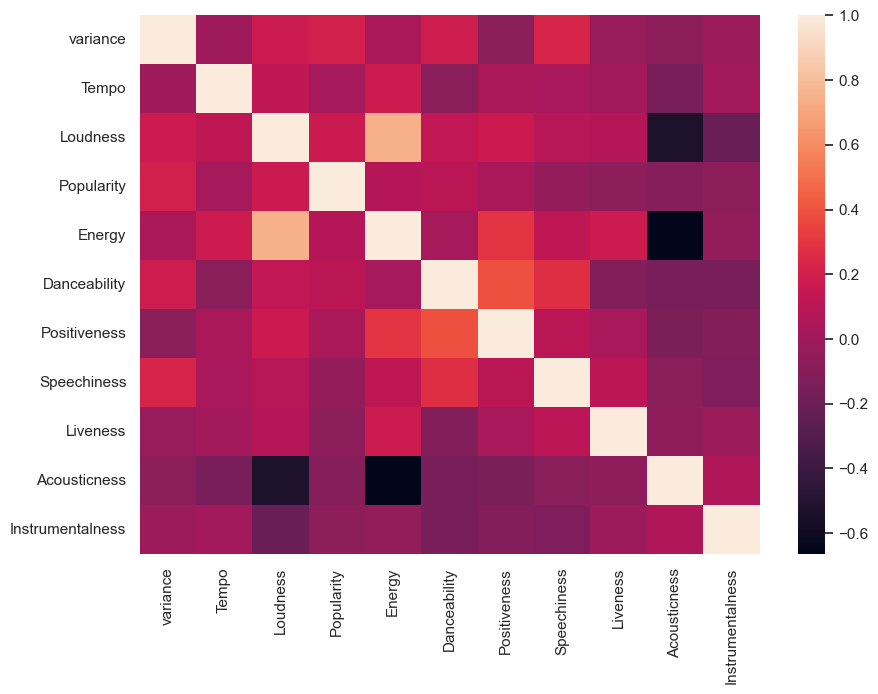 variance
Tempo
Loudness
Popularity
Energy
Danceability
Positiveness
Speechiness
Liveness
Acousticness
Instrumentalness
variance
Tempo
Loudness
Popularity
Energy
Danceability
Positiveness
Speechiness
Liveness
Acousticness
Instrumentalness
1.0
0.8
0.6
0.4
0.2
0.0
−0.2
−0.4
−0.6